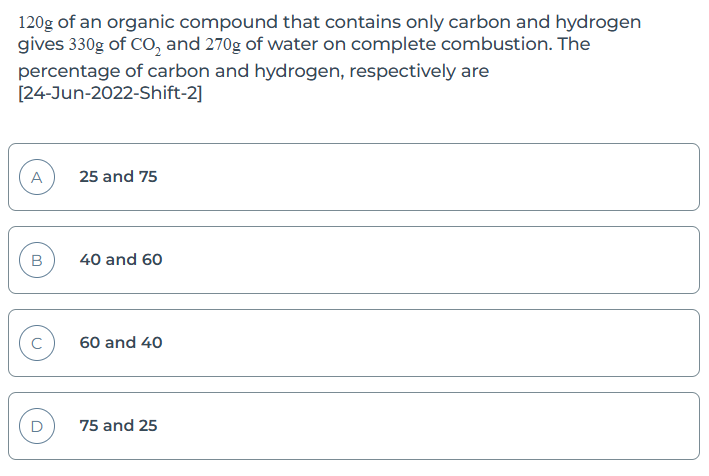 120g of an organic compound that contains only carbon and hydrogen
gives 330g of CO₂ and 270g of water on complete combustion. The
percentage of carbon and hydrogen, respectively are
[24-Jun-2022-Shift-2]
A 25 and 75
B 40 and 60
C 60 and 40
D 75 and 25